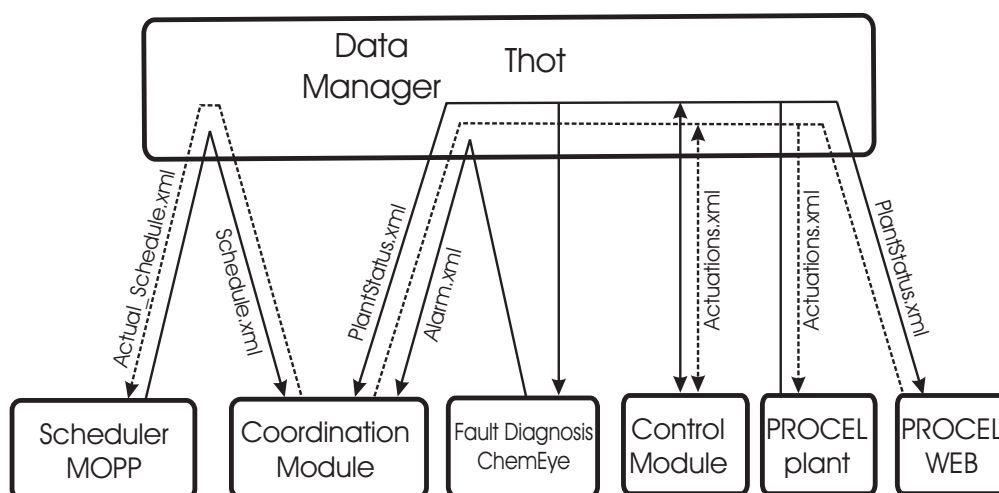 Data
Manager
Thot
Actual_Schedule.xml
Schedule.xml
PlantStatus.xml
Alarm.xml
Actuations.xml
Actuations.xml
PlantStatus.xml
Scheduler
MOPP
Coordination
Module
Fault Diagnosis
ChemEye
Control
Module
PROCEL
plant
PROCEL
WEB